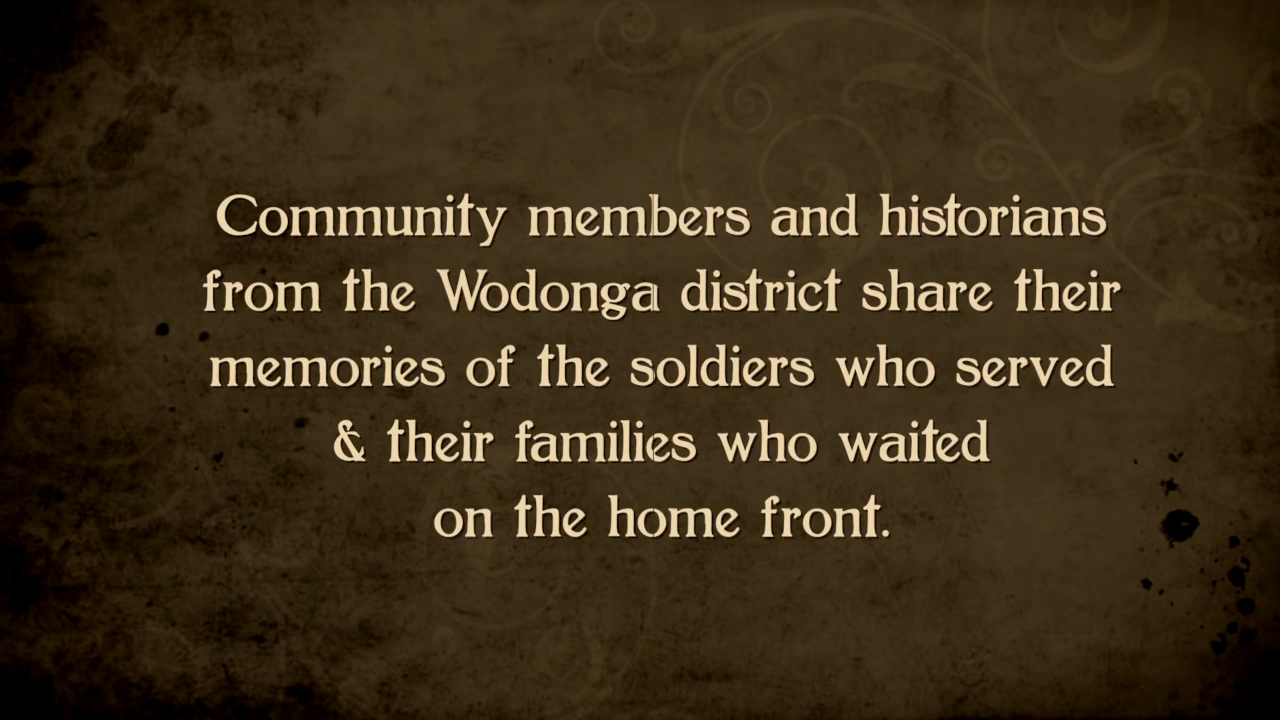 Community members and historians
from the Wodonga district share their
memories of the soldiers who served
& their families who waited
on the home front.